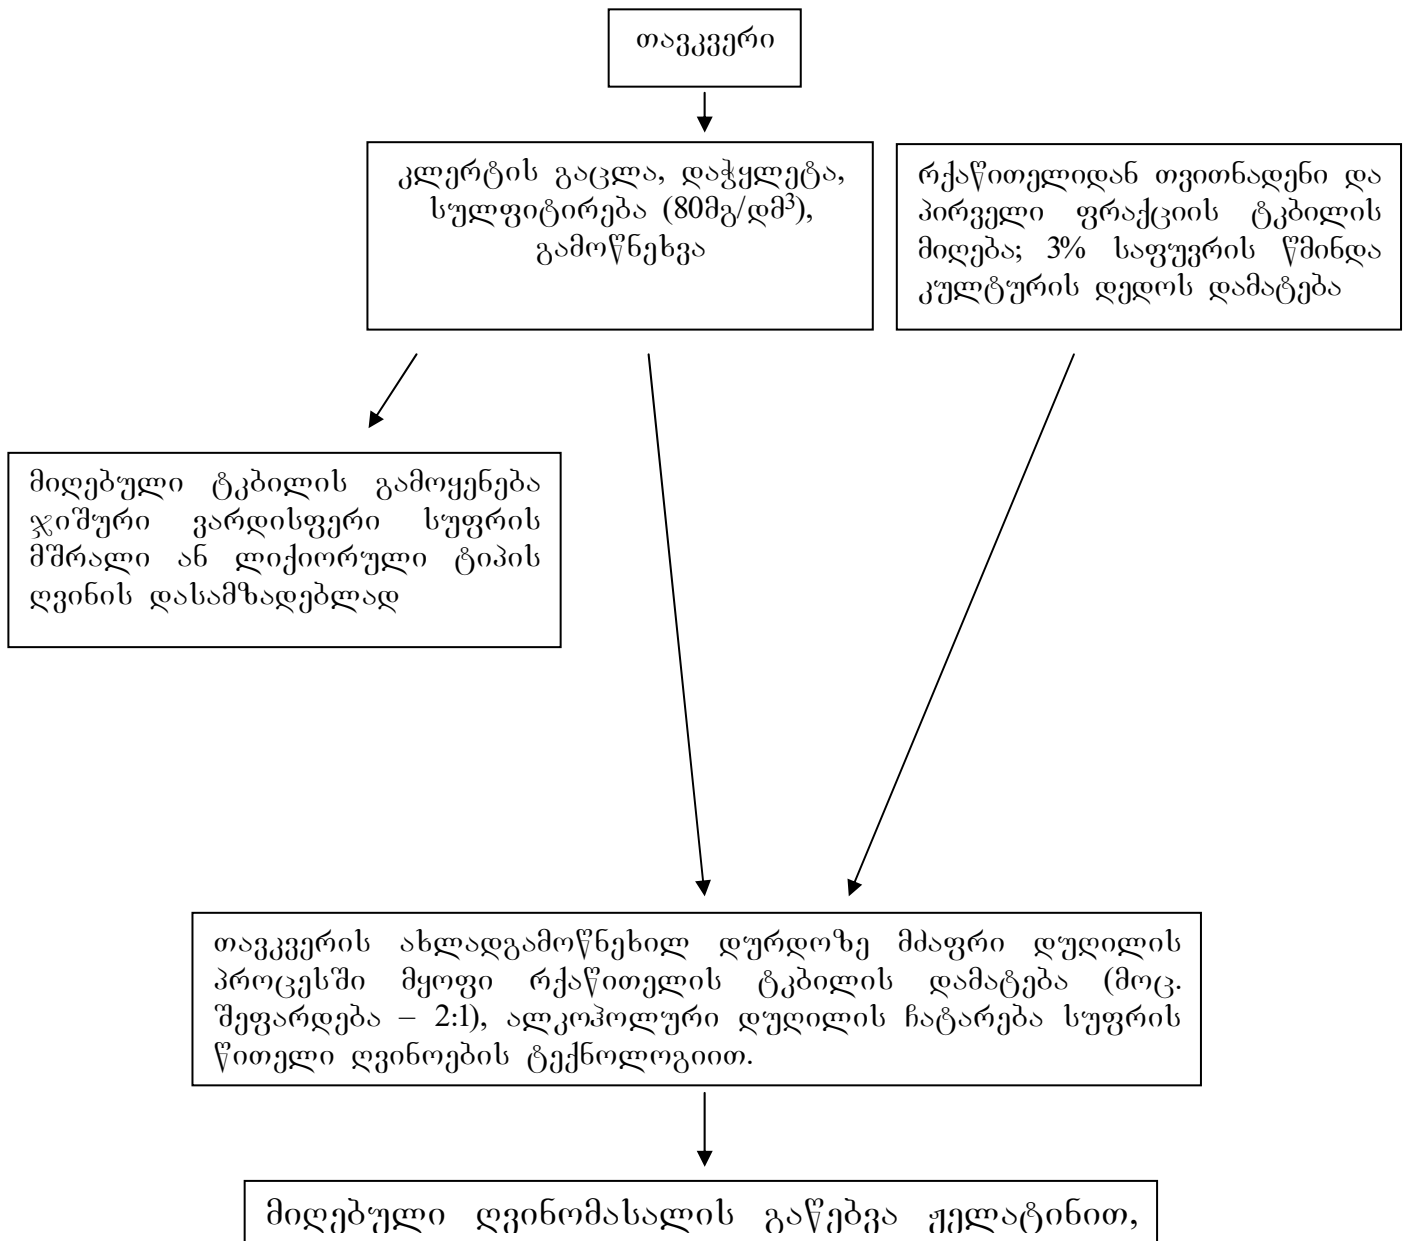 თავკვერი
კლერტის გაცლა, დაჭყლეტა,
სულფიტირება (80მგ/დმ³),
გამოწნეხვა
რქაწითელიდან თვითნადენი და
პირველი ფრაქციის ტკბილის
მიღება; 3% საფუვრის წმინდა
კულტურის დედოს დამატება
მიღებული ტკბილის გამოყენება
ჯიშური ვარდისფერი სუფრის
მშრალი ან ლიქიორული ტიპის
ღვინის დასამზადებლად
თავკვერის ახლადგამოწნეხილ დურდოზე მძაფრი დუღილის
პროცესში მყოფი რქაწითელის ტკბილის დამატება (მოც.
შეფარდება – 2:1), ალკოჰოლური დუღილის ჩატარება სუფრის
წითელი ღვინოების ტექნოლოგიით.
მიღებული ღვინომასალის გაწებვა ჟელატინით,